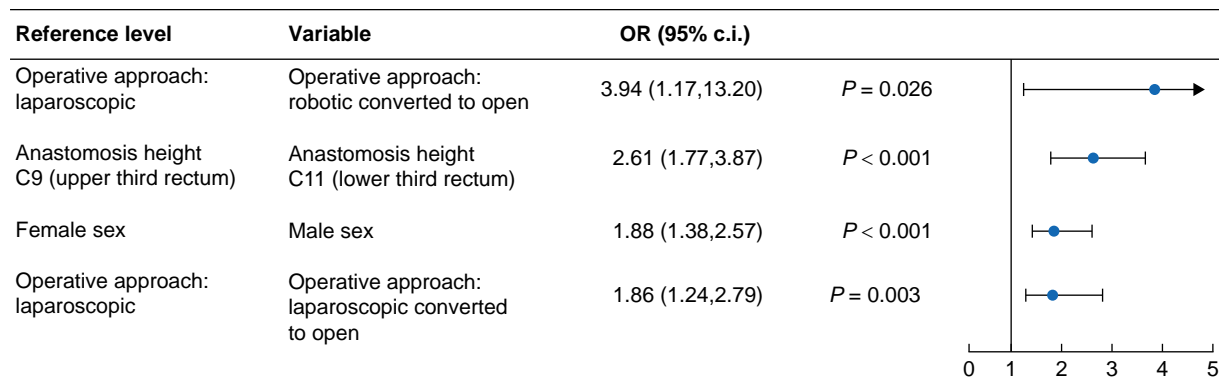 Reference level Variable OR (95% c.i.)
Operative approach: Operative approach:
laparoscopic robotic converted to open 3.94 (1.17,13.20) P = 0.026
Anastomosis height Anastomosis height
C9 (upper third rectum) C11 (lower third rectum) 2.61 (1.77,3.87) P < 0.001
Female sex Male sex 1.88 (1.38,2.57) P < 0.001
Operative approach: Operative approach:
laparoscopic laparoscopic converted 1.86 (1.24,2.79) P = 0.003
to open
0 1 2 3 4 5